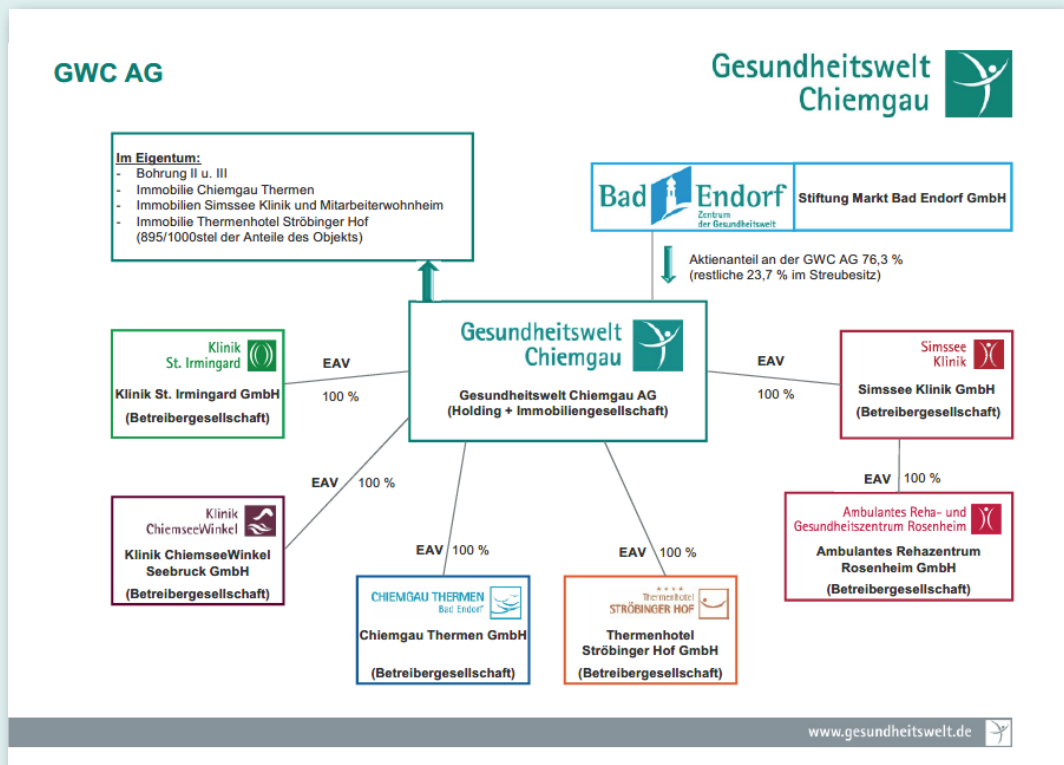 GWC AG
Gesundheitswelt
Chiemgau
Im Eigentum:
- Bohrung II u. III
- Immobilie Chiemgau Thermen
- Immobilien Simssee Klinik und Mitarbeiterwohnheim
- Immobilie Thermenhotel Ströbinger Hof
(895/1000stel der Anteile des Objekts)
Bad Endorf
Zentrum
der Gesundheitswelt
Stiftung Markt Bad Endorf GmbH
Aktienanteil an der GWC AG 76,3 %
(restliche 23,7 % im Streubesitz)
Gesundheitswelt
Chiemgau
Gesundheitswelt Chiemgau AG
(Holding + Immobiliengesellschaft)
Klinik
St. Irmingard
Klinik St. Irmingard GmbH
(Betreibergesellschaft)
EAV
100 %
EAV
100 %
Simssee
Klinik
Simssee Klinik GmbH
(Betreibergesellschaft)
EAV 100 %
Klinik
ChiemseeWinkel
Klinik ChiemseeWinkel
Seebruck GmbH
(Betreibergesellschaft)
EAV 100 %
Ambulantes Reha- und
Gesundheitszentrum Rosenheim
Ambulantes Rehazentrum
Rosenheim GmbH
(Betreibergesellschaft)
EAV 100 %
CHIEMGAU THERMEN
Bad Endorf
Chiemgau Thermen GmbH
(Betreibergesellschaft)
EAV 100 %
Thermenhotel
STRÖBINGER HOF
Thermenhotel
Ströbinger Hof GmbH
(Betreibergesellschaft)
www.gesundheitswelt.de